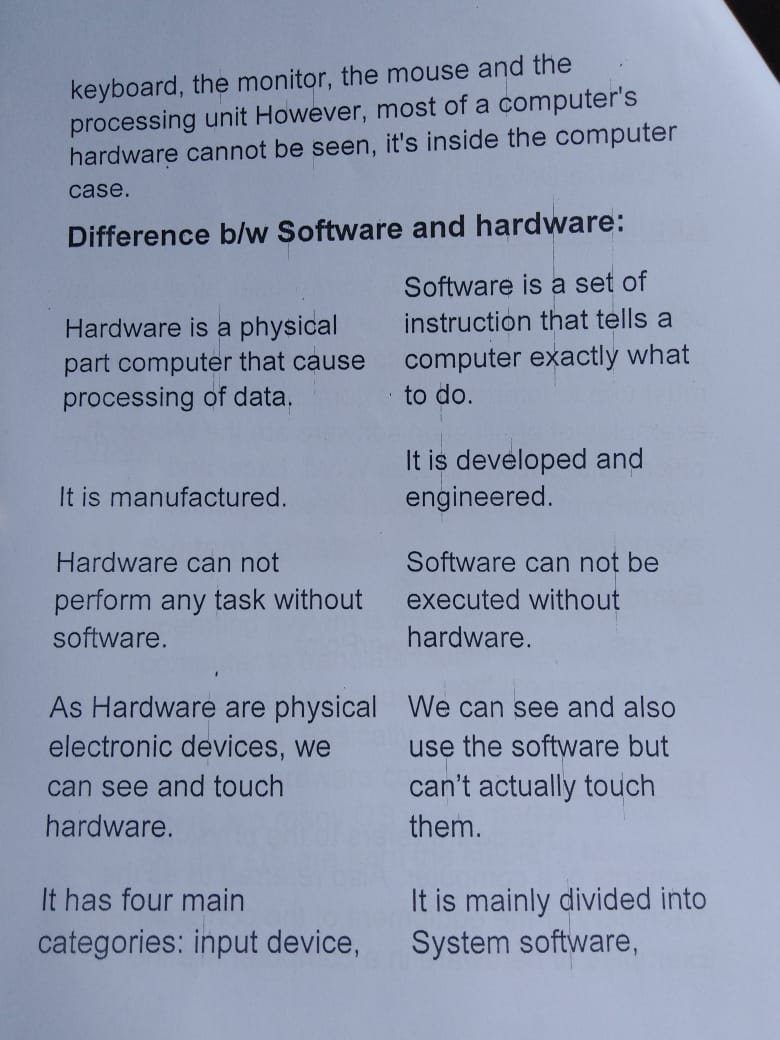 keyboard, the monitor, the mouse and the
processing unit However, most of a computer's
hardware cannot be seen, it's inside the computer
case.
Difference b/w Software and hardware:
Hardware is a physical
part computer that cause
processing of data.
Software is a set of
instruction that tells a
computer exactly what
to do.
It is manufactured.
It is developed and
engineered.
Hardware can not
perform any task without
software.
Software can not be
executed without
hardware.
As Hardware are physical
electronic devices, we
can see and touch
hardware.
We can see and also
use the software but
can't actually touch
them.
It has four main
categories: input device,
It is mainly divided into
System software,